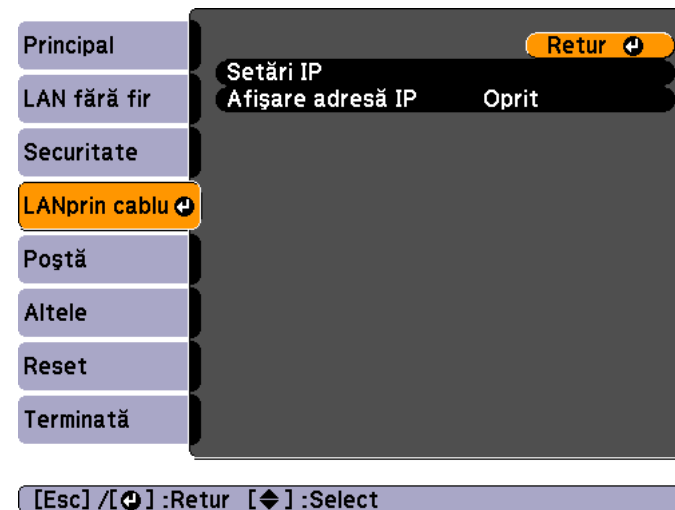 Principal
LAN fără fir
Securitate
LANprin cablu
Poştă
Altele
Reset
Terminată
Retur
Setări IP
Afişare adresă IP Oprit
[Esc] /[ ] :Retur [ ] :Select